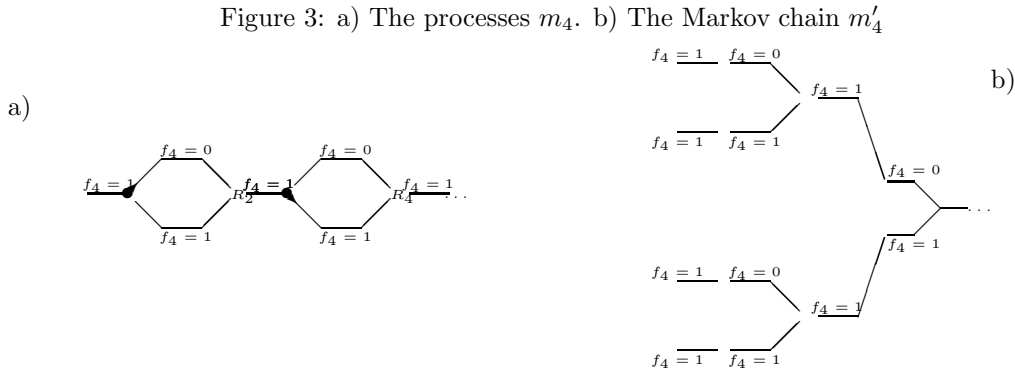 Figure 3: a) The processes m₄. b) The Markov chain m′₄
a)
f₄ = 0 f₄ = 0
f₄ = 1 R₂ f₄ = 1 R₄ f₄ = 1 ...
f₄ = 1 f₄ = 1
b)
f₄ = 1 f₄ = 0
f₄ = 1
f₄ = 1 f₄ = 1
f₄ = 0
...
f₄ = 1
f₄ = 1 f₄ = 0
f₄ = 1
f₄ = 1 f₄ = 1